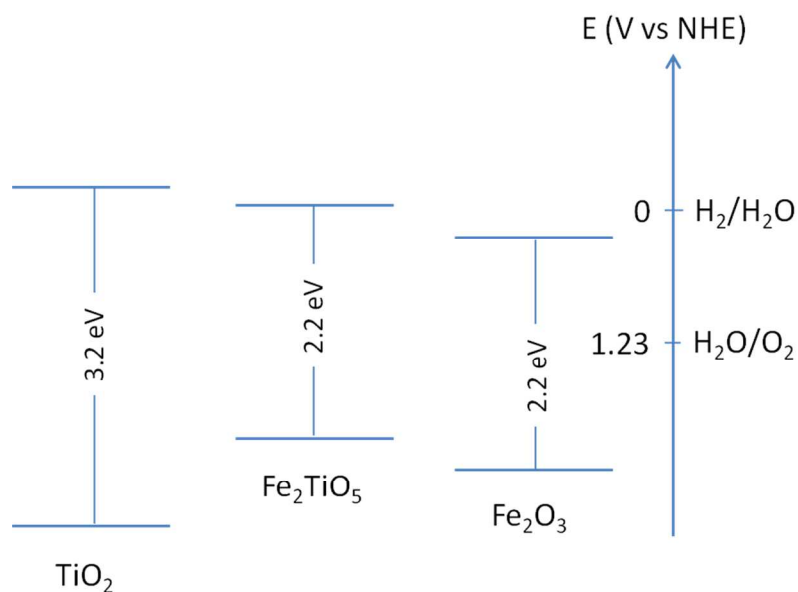 E (V vs NHE)
0 H₂/H₂O
3.2 eV
2.2 eV
2.2 eV
1.23 H₂O/O₂
Fe₂TiO₅
Fe₂O₃
TiO₂